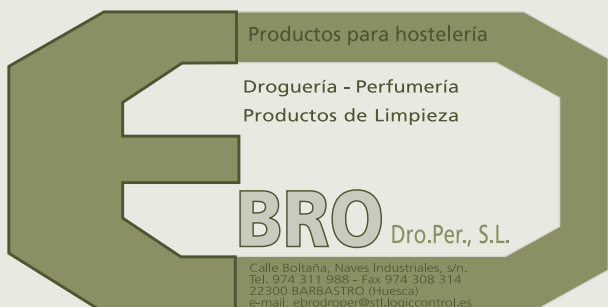 Productos para hostelería
Droguería - Perfumería
Productos de Limpieza
EBRO Dro.Per., S.L.
Calle Boltaña, Naves Industriales, s/n.
Tel. 974 311 988 - Fax 974 308 314
22300 BARBASTRO (Huesca)
e-mail: ebrodroper@stl.logiccontrol.es